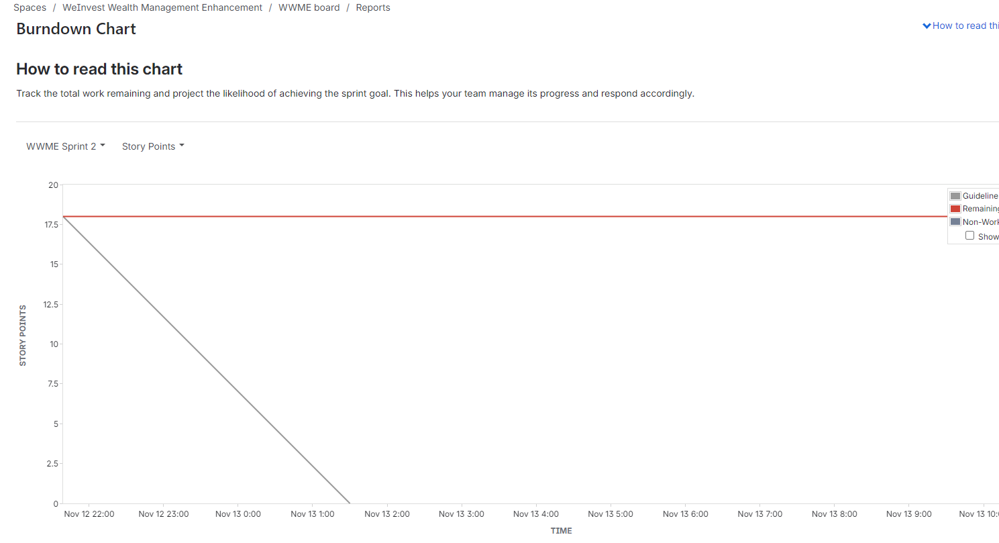 Spaces / WeInvest Wealth Management Enhancement / WWME board / Reports
Burndown Chart
How to read thi
How to read this chart
Track the total work remaining and project the likelihood of achieving the sprint goal. This helps your team manage its progress and respond accordingly.
WWME Sprint 2 Story Points
20
17.5
15
12.5
10
7.5
5
2.5
0
STORY POINTS
Guideline
Remaining
Non-Work
Show
Nov 12 22:00 Nov 12 23:00 Nov 13 0:00 Nov 13 1:00 Nov 13 2:00 Nov 13 3:00 Nov 13 4:00 Nov 13 5:00 Nov 13 6:00 Nov 13 7:00 Nov 13 8:00 Nov 13 9:00 Nov 13 10:0
TIME